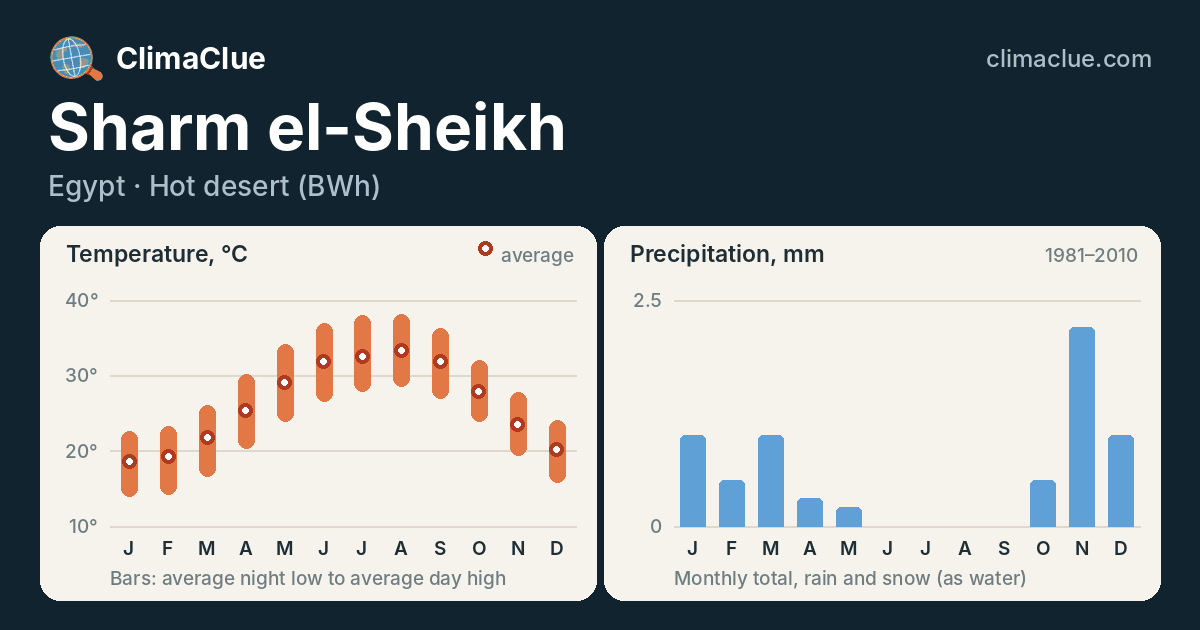 ClimaClue
climaclue.com
Sharm el-Sheikh
Egypt · Hot desert (BWh)
Temperature, °C
average
40°
30°
20°
10°
J F M A M J J A S O N D
Bars: average night low to average day high
Precipitation, mm
1981–2010
2.5
0
J F M A M J J A S O N D
Monthly total, rain and snow (as water)